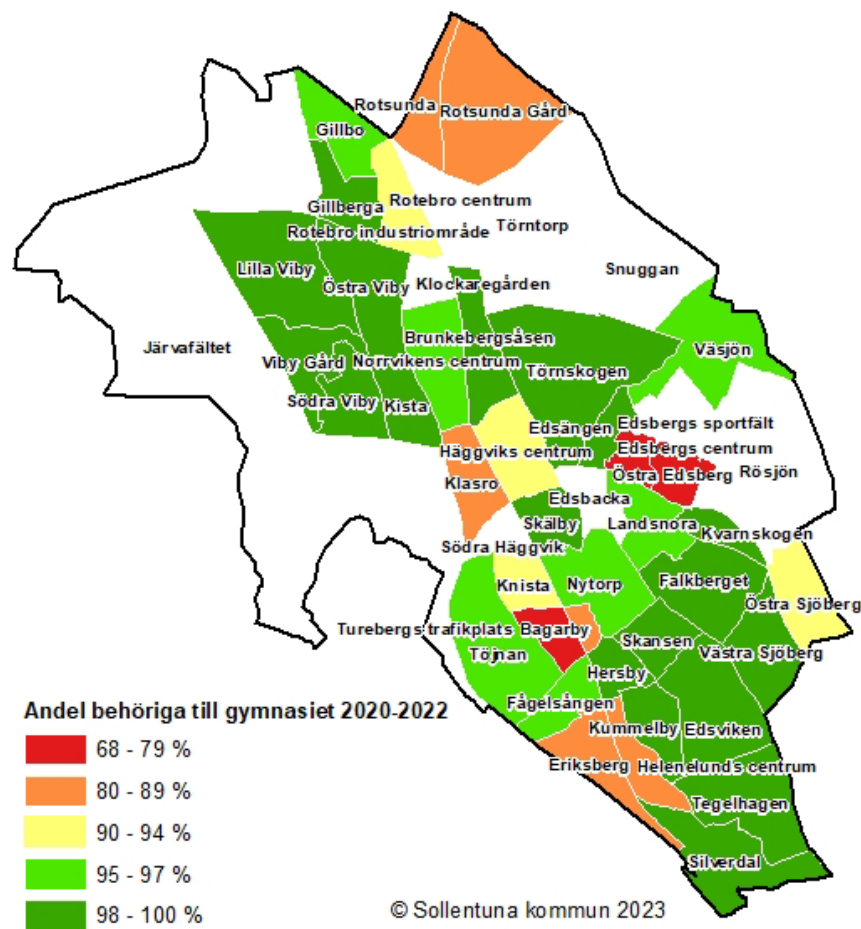 Rotsunda
Rotsunda Gård
Gillbo
Rotebro centrum
Gillberga
Törntorp
Rotebro industriområde
Snuggan
Lilla Viby
Östra Viby
Klockaregården
Brunkebergsåsen
Järvafältet
Väsjön
Viby Gård
Norrvikens centrum
Törnskogen
Södra Viby
Kista
Edsängen
Edsbergs sportfält
Häggviks centrum
Edsbergs centrum
Klasro
Östra Edsberg
Rösjön
Edsbacka
Skälby
Landsnora
Kvarnskogen
Södra Häggvik
Knista
Nytorp
Falkberget
Östra Sjöberg
Turebergs trafikplats
Bagarby
Skansen
Töjnan
Västra Sjöberg
Hersby
Fågelsången
Andel behöriga till gymnasiet 2020-2022
Kummelby
Edsviken
68 - 79 %
Eriksberg
Helenelunds centrum
80 - 89 %
Tegelhagen
90 - 94 %
Silverdal
95 - 97 %
98 - 100 %
© Sollentuna kommun 2023